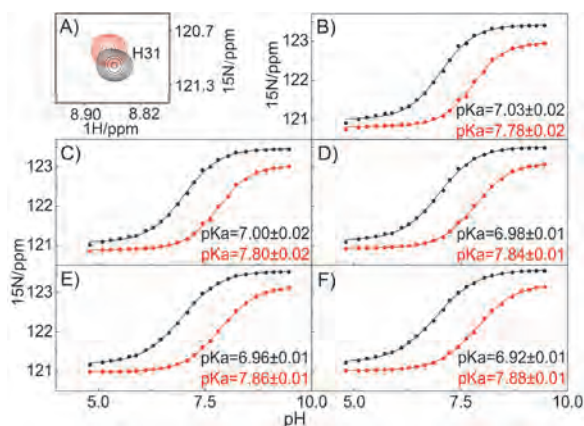 A)
H31
120.7
121.3
15N/ppm
8.90 8.82
1H/ppm
B)
123
122
121
15N/ppm
pKa=7.03±0.02
pKa=7.78±0.02
C)
123
122
121
pKa=7.00±0.02
pKa=7.80±0.02
D)
pKa=6.98±0.01
pKa=7.84±0.01
15N/ppm
E)
123
122
121
pKa=6.96±0.01
pKa=7.86±0.01
F)
pKa=6.92±0.01
pKa=7.88±0.01
5.0 7.5 10.0
5.0 7.5 10.0
pH